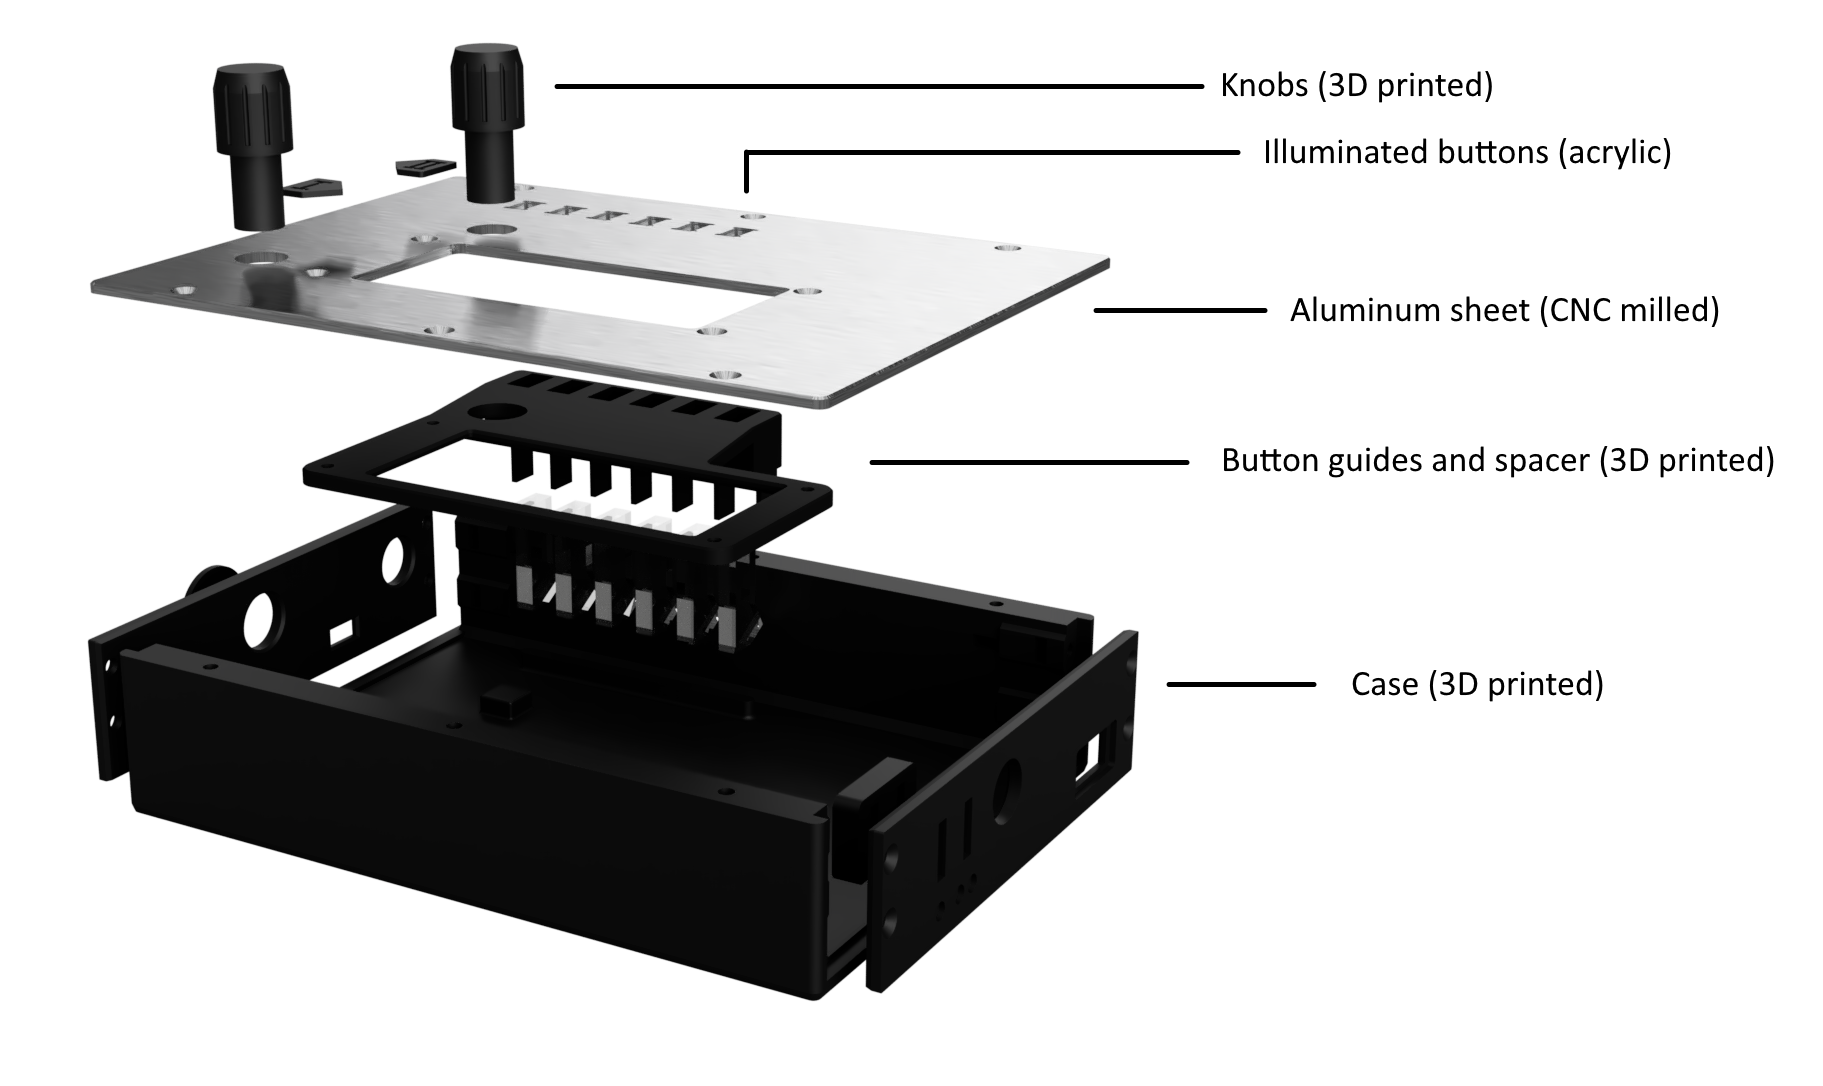 Knobs (3D printed)
Illuminated buttons (acrylic)
Aluminum sheet (CNC milled)
Button guides and spacer (3D printed)
Case (3D printed)